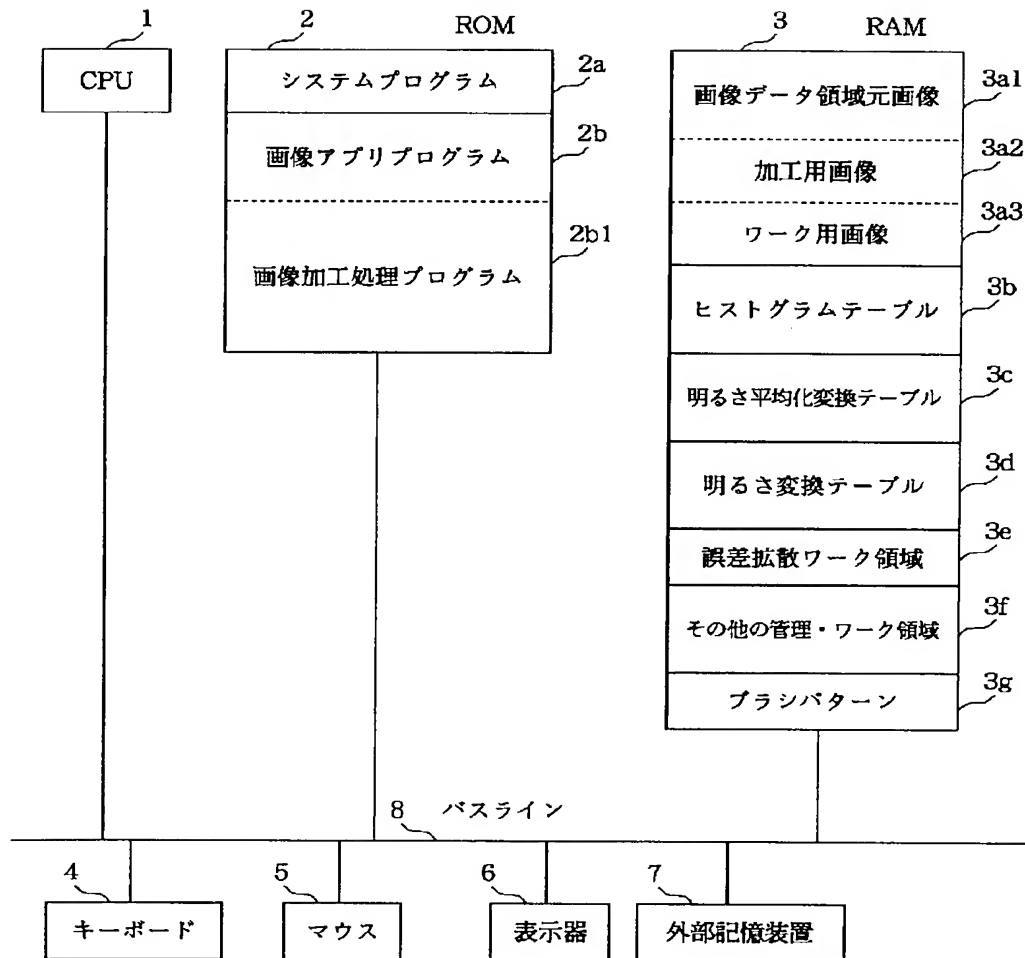 1
CPU
2
ROM
システムプログラム
2a
画像アプリプログラム
2b
画像加工処理プログラム
2b1
3
RAM
画像データ領域元画像
3a1
加工用画像
3a2
ワーク用画像
3a3
ヒストグラムテーブル
3b
明るさ平均化変換テーブル
3c
明るさ変換テーブル
3d
誤差拡散ワーク領域
3e
その他の管理・ワーク領域
3f
ブラシパターン
3g
8
バスライン
4
キーボード
5
マウス
6
表示器
7
外部記憶装置